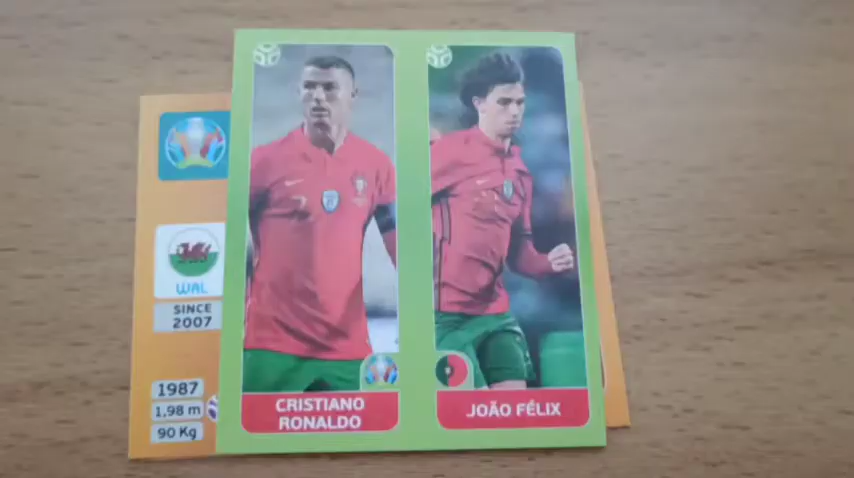 WAL
SINCE
2007
1987
1,98 m
90 Kg
CRISTIANO
RONALDO
JOÃO FÉLIX